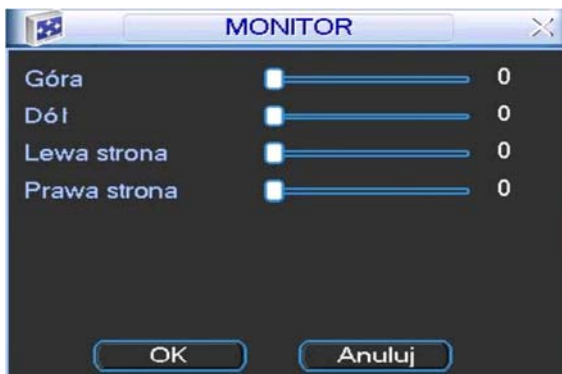 MONITOR
Góra 0
Dół 0
Lewa strona 0
Prawa strona 0
OK Anuluj